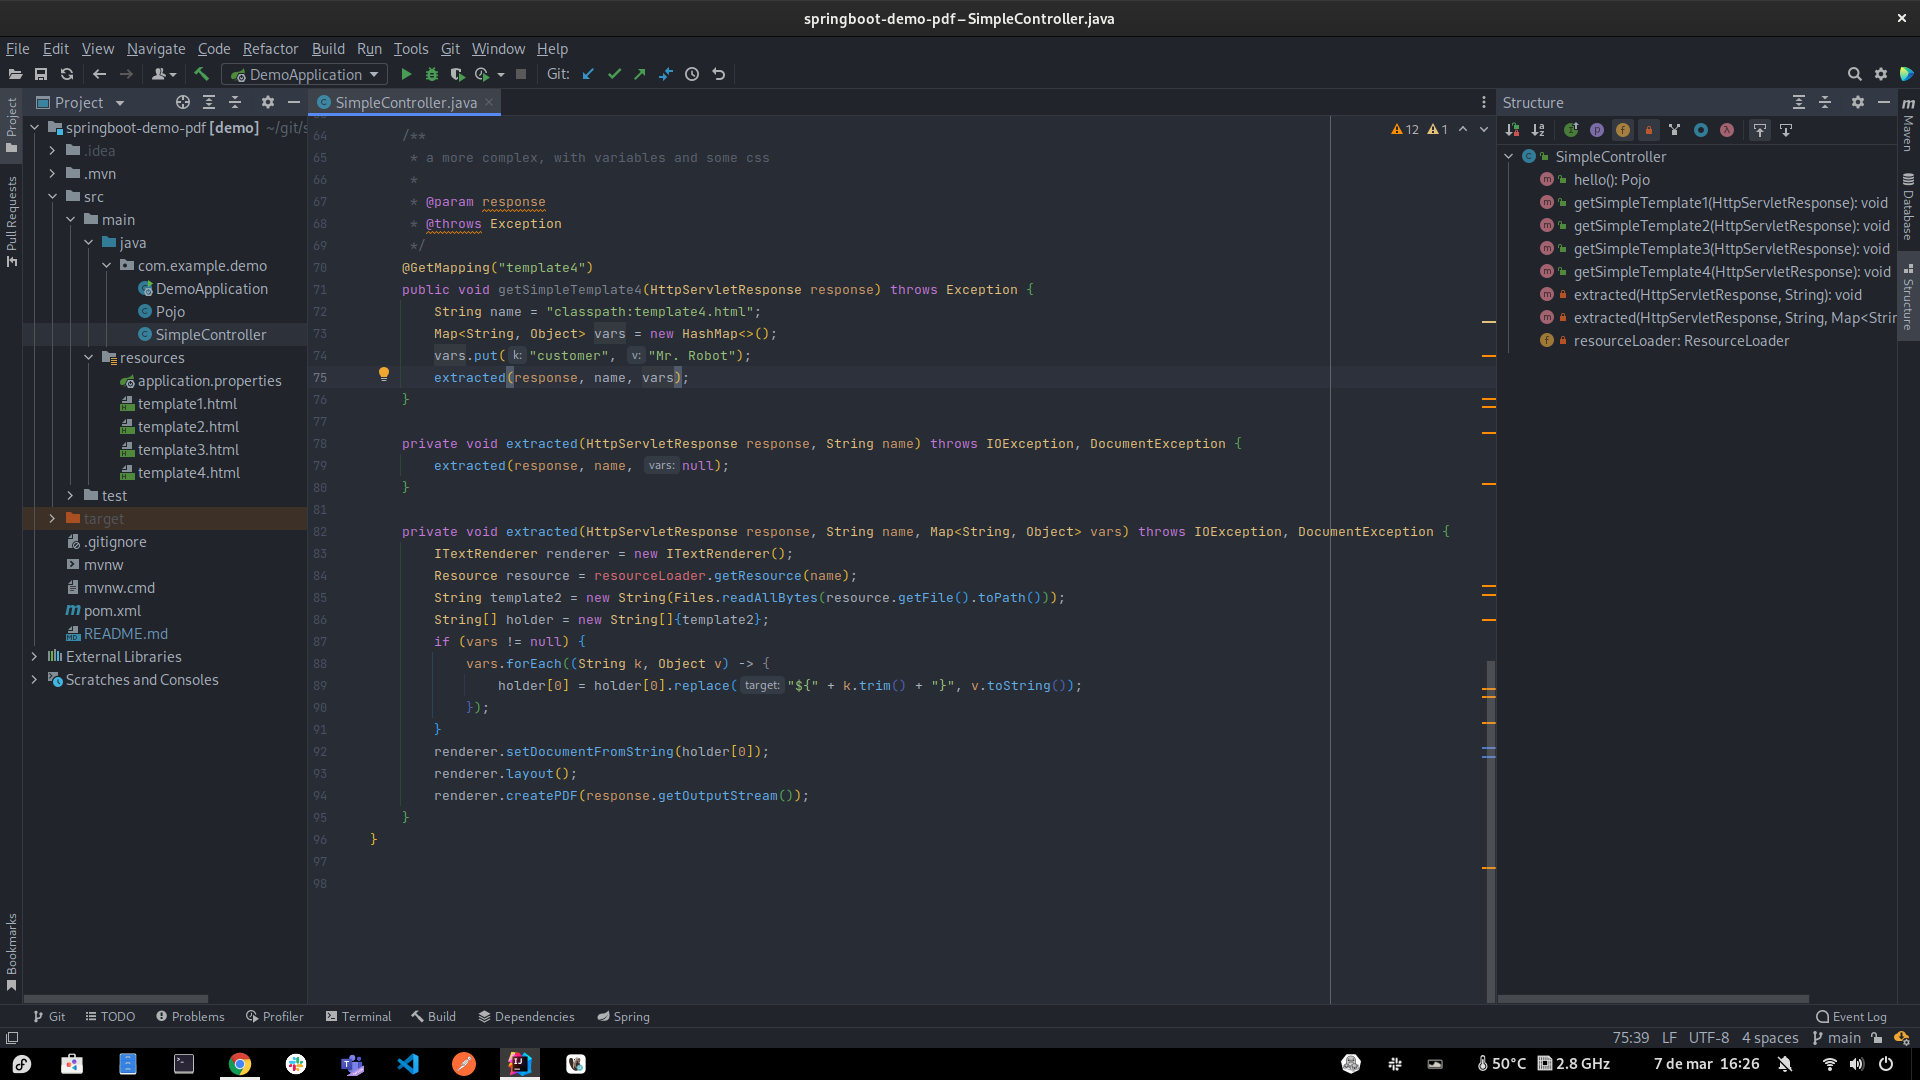 springboot-demo-pdf – SimpleController.java
File Edit View Navigate Code Refactor Build Run Tools Git Window Help
DemoApplication Git:
Project
SimpleController.java
Structure
Project
Pull Requests
Bookmarks
springboot-demo-pdf [demo] ~/git/s
.idea
.mvn
src
main
java
com.example.demo
DemoApplication
Pojo
SimpleController
resources
application.properties
template1.html
template2.html
template3.html
template4.html
test
target
.gitignore
mvnw
mvnw.cmd
pom.xml
README.md
External Libraries
Scratches and Consoles
12 1
64 /**
65 * a more complex, with variables and some css
66 *
67 * @param response
68 * @throws Exception
69 */
70 @GetMapping("template4")
71 public void getSimpleTemplate4(HttpServletResponse response) throws Exception {
72 String name = "classpath:template4.html";
73 Map<String, Object> vars = new HashMap<>();
74 vars.put( k: "customer", v: "Mr. Robot");
75 extracted(response, name, vars);
76 }
77
78 private void extracted(HttpServletResponse response, String name) throws IOException, DocumentException {
79 extracted(response, name, vars: null);
80 }
81
82 private void extracted(HttpServletResponse response, String name, Map<String, Object> vars) throws IOException, DocumentException {
83 ITextRenderer renderer = new ITextRenderer();
84 Resource resource = resourceLoader.getResource(name);
85 String template2 = new String(Files.readAllBytes(resource.getFile().toPath()));
86 String[] holder = new String[]{template2};
87 if (vars != null) {
88 vars.forEach((String k, Object v) -> {
89 holder[0] = holder[0].replace( target: "${" + k.trim() + "}", v.toString());
90 });
91 }
92 renderer.setDocumentFromString(holder[0]);
93 renderer.layout();
94 renderer.createPDF(response.getOutputStream());
95 }
96 }
97
98
SimpleController
hello(): Pojo
getSimpleTemplate1(HttpServletResponse): void
getSimpleTemplate2(HttpServletResponse): void
getSimpleTemplate3(HttpServletResponse): void
getSimpleTemplate4(HttpServletResponse): void
extracted(HttpServletResponse, String): void
extracted(HttpServletResponse, String, Map<Strin
resourceLoader: ResourceLoader
Maven
Database
Structure
Git TODO Problems Profiler Terminal Build Dependencies Spring Event Log
75:39 LF UTF-8 4 spaces main
50°C 2.8 GHz 7 de mar 16:26